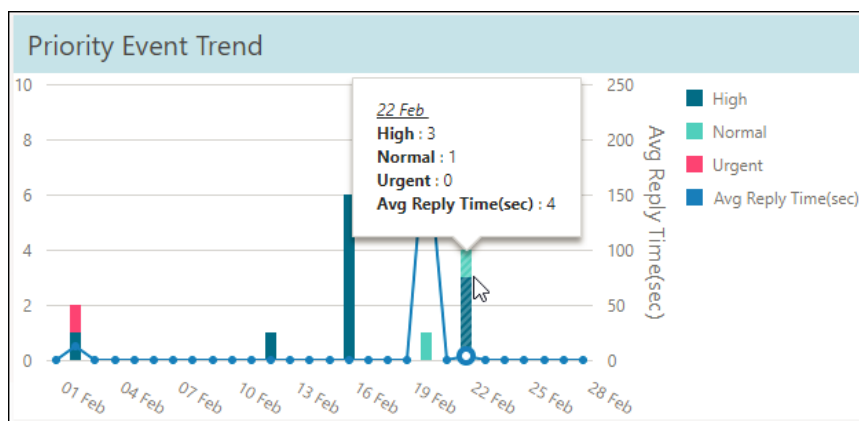 Priority Event Trend
10
8
6
4
2
0
250
200
150
100
50
0
Avg Reply Time(sec)
22 Feb
High : 3
Normal : 1
Urgent : 0
Avg Reply Time(sec) : 4
High
Normal
Urgent
Avg Reply Time(sec)
01 Feb
04 Feb
07 Feb
10 Feb
13 Feb
16 Feb
19 Feb
22 Feb
25 Feb
28 Feb